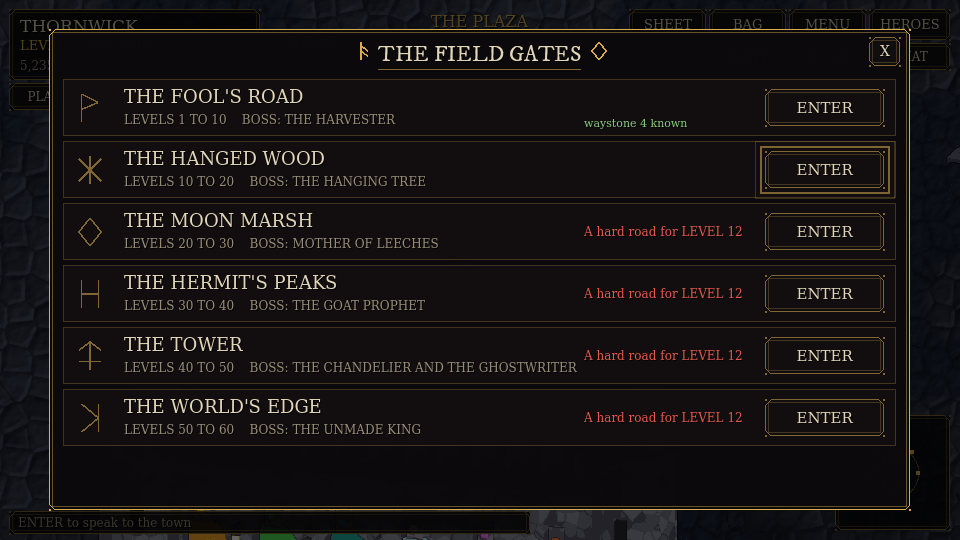 THORNWICK
THE PLAZA
SHEET
BAG
MENU
HEROES
LEV
5,23
THE FIELD GATES
X
THE FOOL'S ROAD
LEVELS 1 TO 10 BOSS: THE HARVESTER
waystone 4 known
ENTER
THE HANGED WOOD
LEVELS 10 TO 20 BOSS: THE HANGING TREE
ENTER
THE MOON MARSH
LEVELS 20 TO 30 BOSS: MOTHER OF LEECHES
A hard road for LEVEL 12
ENTER
THE HERMIT'S PEAKS
LEVELS 30 TO 40 BOSS: THE GOAT PROPHET
A hard road for LEVEL 12
ENTER
THE TOWER
LEVELS 40 TO 50 BOSS: THE CHANDELIER AND THE GHOSTWRITER
A hard road for LEVEL 12
ENTER
THE WORLD'S EDGE
LEVELS 50 TO 60 BOSS: THE UNMADE KING
A hard road for LEVEL 12
ENTER
ENTER to speak to the town